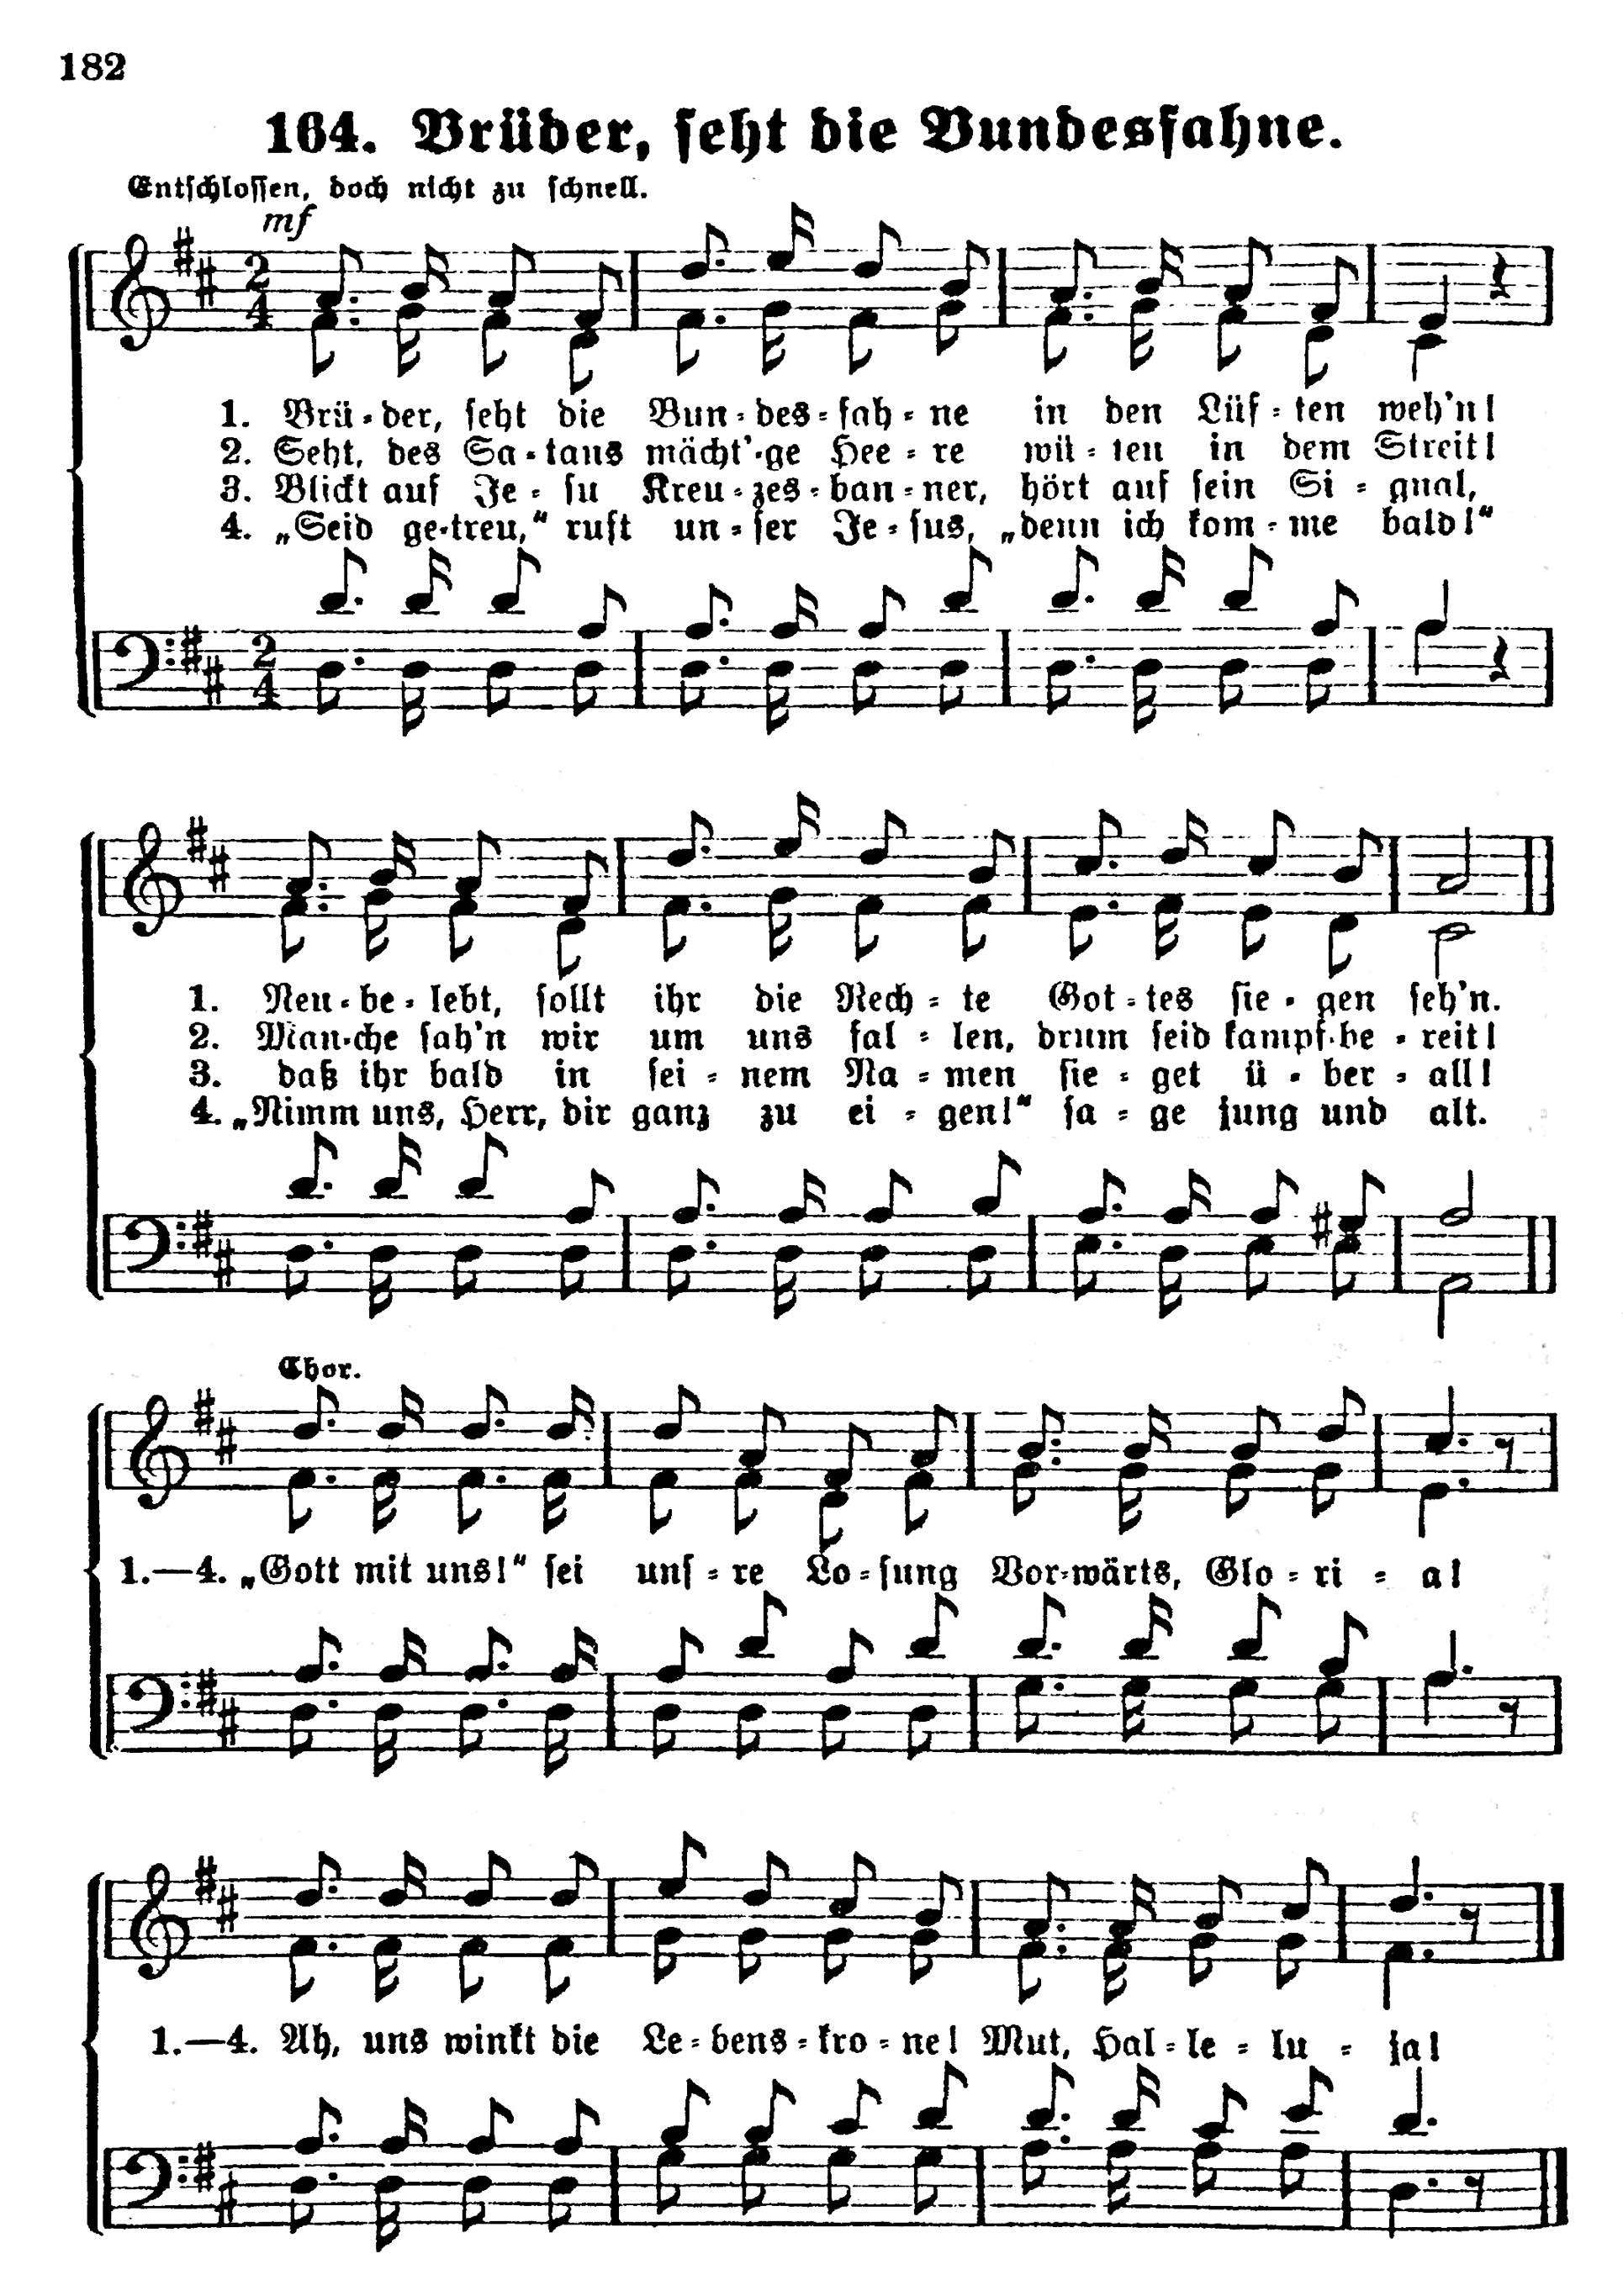 182
164. Brüder, seht die Bundesfahne.
Entschlossen, doch nicht zu schnell.
mf
1. Brü-der, seht die Bun-des-fah-ne in den Lüf-ten weh'n!
2. Seht, des Sa-tans mächt'-ge Hee-re wü-ten in dem Streit!
3. Blickt auf Je-su Kreu-zes-ban-ner, hört auf sein Si-gnal,
4. „Seid ge-treu,“ ruft un-ser Je-sus, „denn ich kom-me bald!“
1. Neu-be-lebt, sollt ihr die Rech-te Got-tes sie-gen seh'n.
2. Man-che sah'n wir um uns fal-len, drum seid kampf-be-reit!
3. daß ihr bald in sei-nem Na-men sie-get ü-ber-all!
4. „Nimm uns, Herr, dir ganz zu ei-gen!“ sa-ge jung und alt.
Chor.
1.—4. „Gott mit uns!“ sei uns-re Lo-sung Vor-wärts, Glo-ri-a!
1.—4. Ah, uns winkt die Le-bens-kro-ne! Mut, Hal-le-lu-ja!